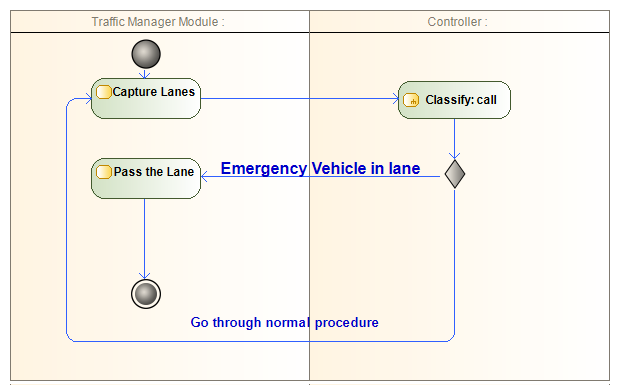 Traffic Manager Module :
Controller :
Capture Lanes
Classify: call
Pass the Lane
Emergency Vehicle in lane
Go through normal procedure